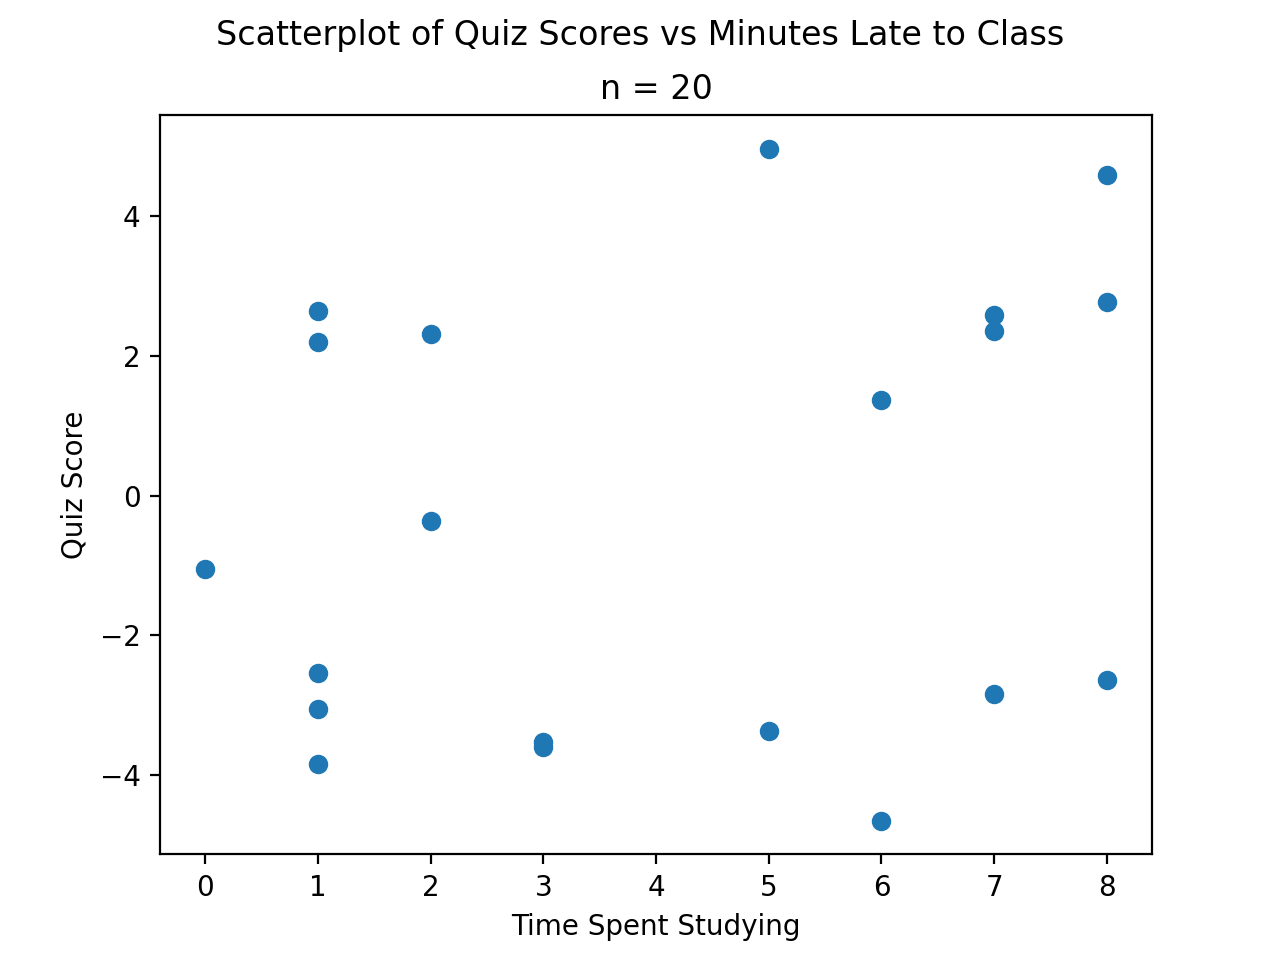 Scatterplot of Quiz Scores vs Minutes Late to Class
n = 20
4
2
0
−2
−4
Quiz Score
0 1 2 3 4 5 6 7 8
Time Spent Studying